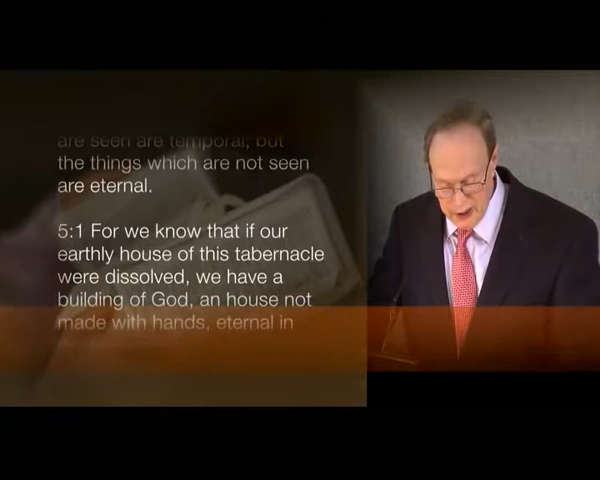 are seen are temporal; but
the things which are not seen
are eternal.
5:1 For we know that if our
earthly house of this tabernacle
were dissolved, we have a
building of God, an house not
made with hands, eternal in